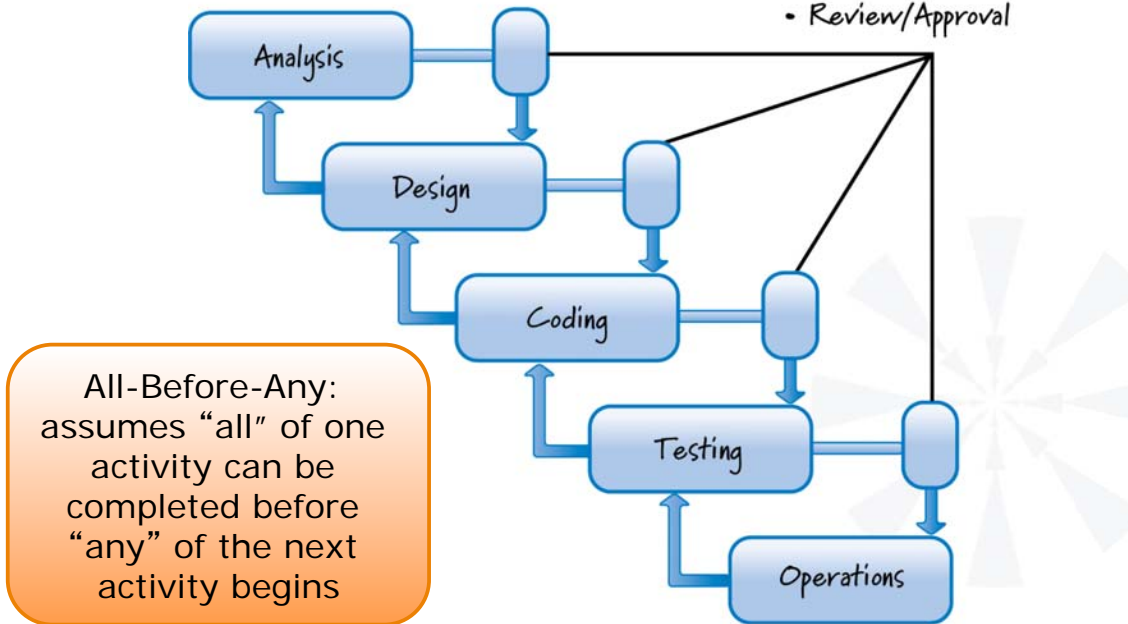 • Review/Approval
Analysis
Design
Coding
Testing
Operations
All-Before-Any:
assumes “all” of one
activity can be
completed before
“any” of the next
activity begins